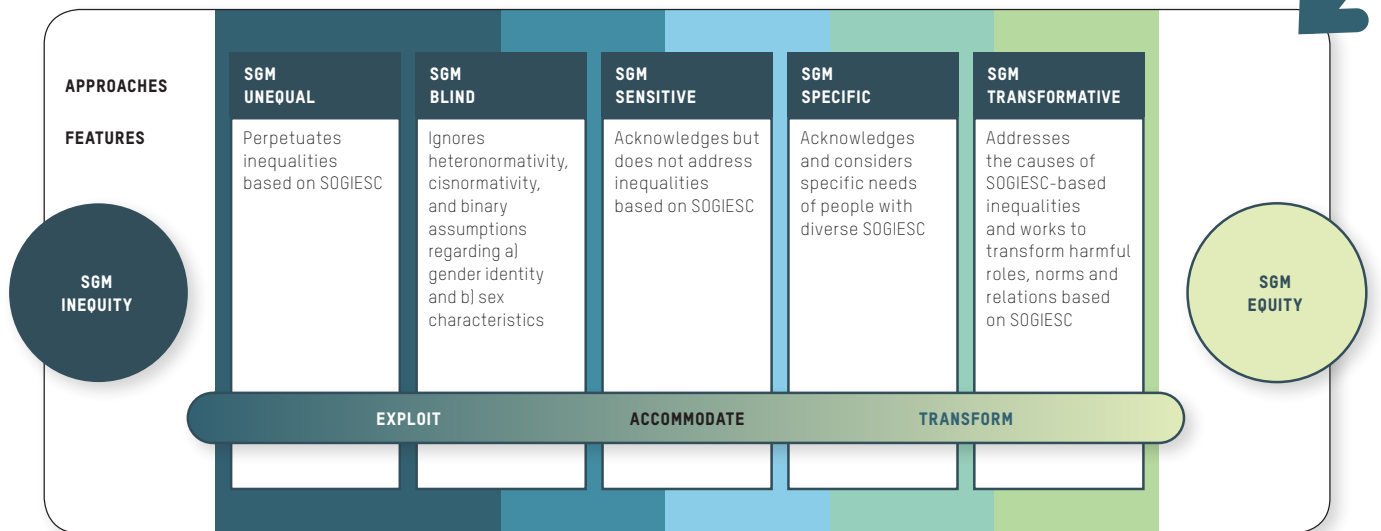 APPROACHES
SGM
UNEQUAL
SGM
BLIND
SGM
SENSITIVE
SGM
SPECIFIC
SGM
TRANSFORMATIVE
FEATURES
Perpetuates
inequalities
based on SOGIESC
Ignores
heteronormativity,
cisnormativity,
and binary
assumptions
regarding a)
gender identity
and b) sex
characteristics
Acknowledges but
does not address
inequalities
based on SOGIESC
Acknowledges
and considers
specific needs
of people with
diverse SOGIESC
Addresses
the causes of
SOGIESC-based
inequalities
and works to
transform harmful
roles, norms and
relations based
on SOGIESC
SGM
INEQUITY
SGM
EQUITY
EXPLOIT
ACCOMMODATE
TRANSFORM